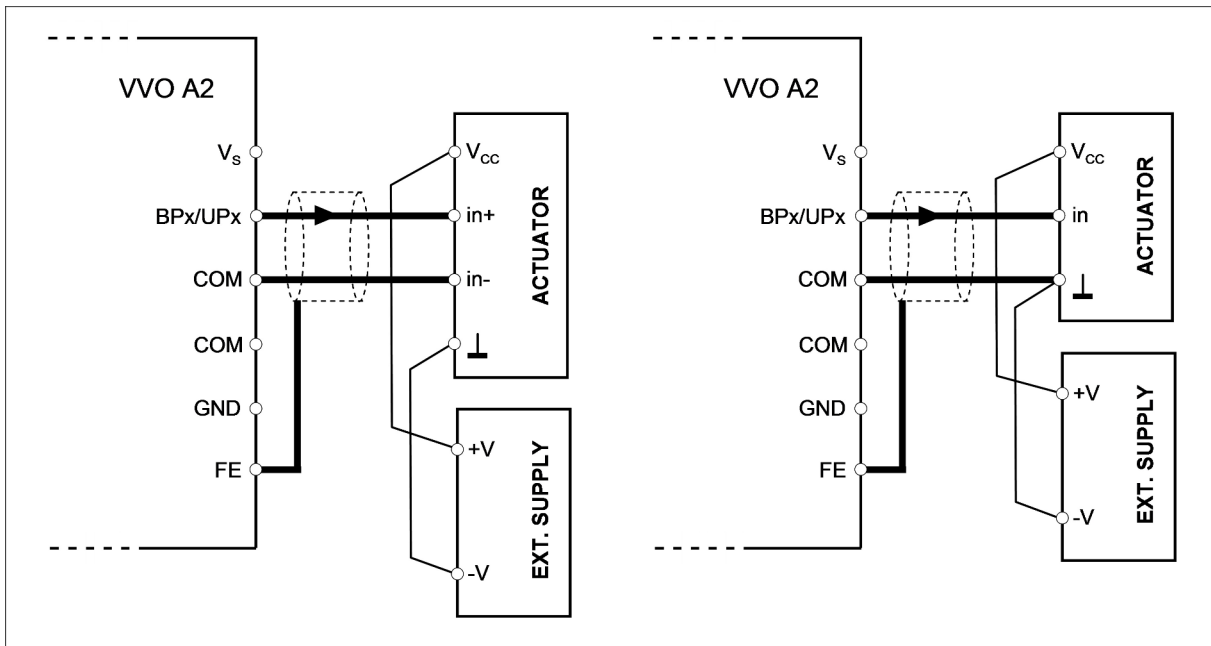 VVO A2
Vs
BPx/UPx
COM
COM
GND
FE
Vcc
in+
in-
ACTUATOR
+V
-V
EXT. SUPPLY
VVO A2
Vs
BPx/UPx
COM
COM
GND
FE
Vcc
in
ACTUATOR
+V
-V
EXT. SUPPLY